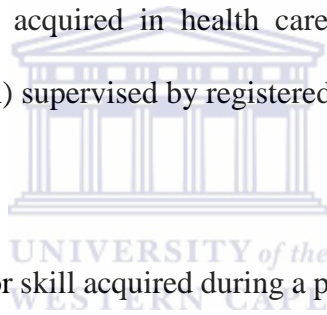 acquired in health care
) supervised by registered
UNIVERSITY of the
or skill acquired during a p
WESTERN CAPE